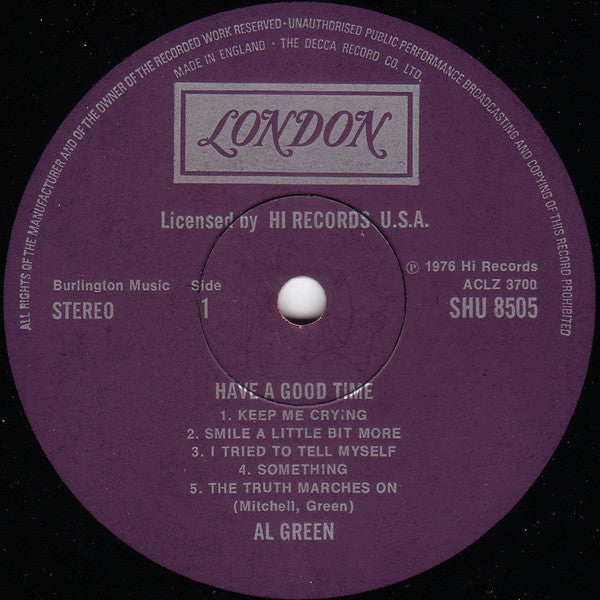 ALL RIGHTS OF THE MANUFACTURER AND OF THE OWNER OF THE RECORDED WORK RESERVED · UNAUTHORISED PUBLIC PERFORMANCE BROADCASTING AND COPYING OF THIS RECORD PROHIBITED
MADE IN ENGLAND · THE DECCA RECORD CO. LTD.
LONDON
Licensed by HI RECORDS U.S.A.
Burlington Music Side ℗ 1976 Hi Records
ACLZ 3700
STEREO 1 SHU 8505
HAVE A GOOD TIME
1. KEEP ME CRYING
2. SMILE A LITTLE BIT MORE
3. I TRIED TO TELL MYSELF
4. SOMETHING
5. THE TRUTH MARCHES ON
(Mitchell, Green)
AL GREEN